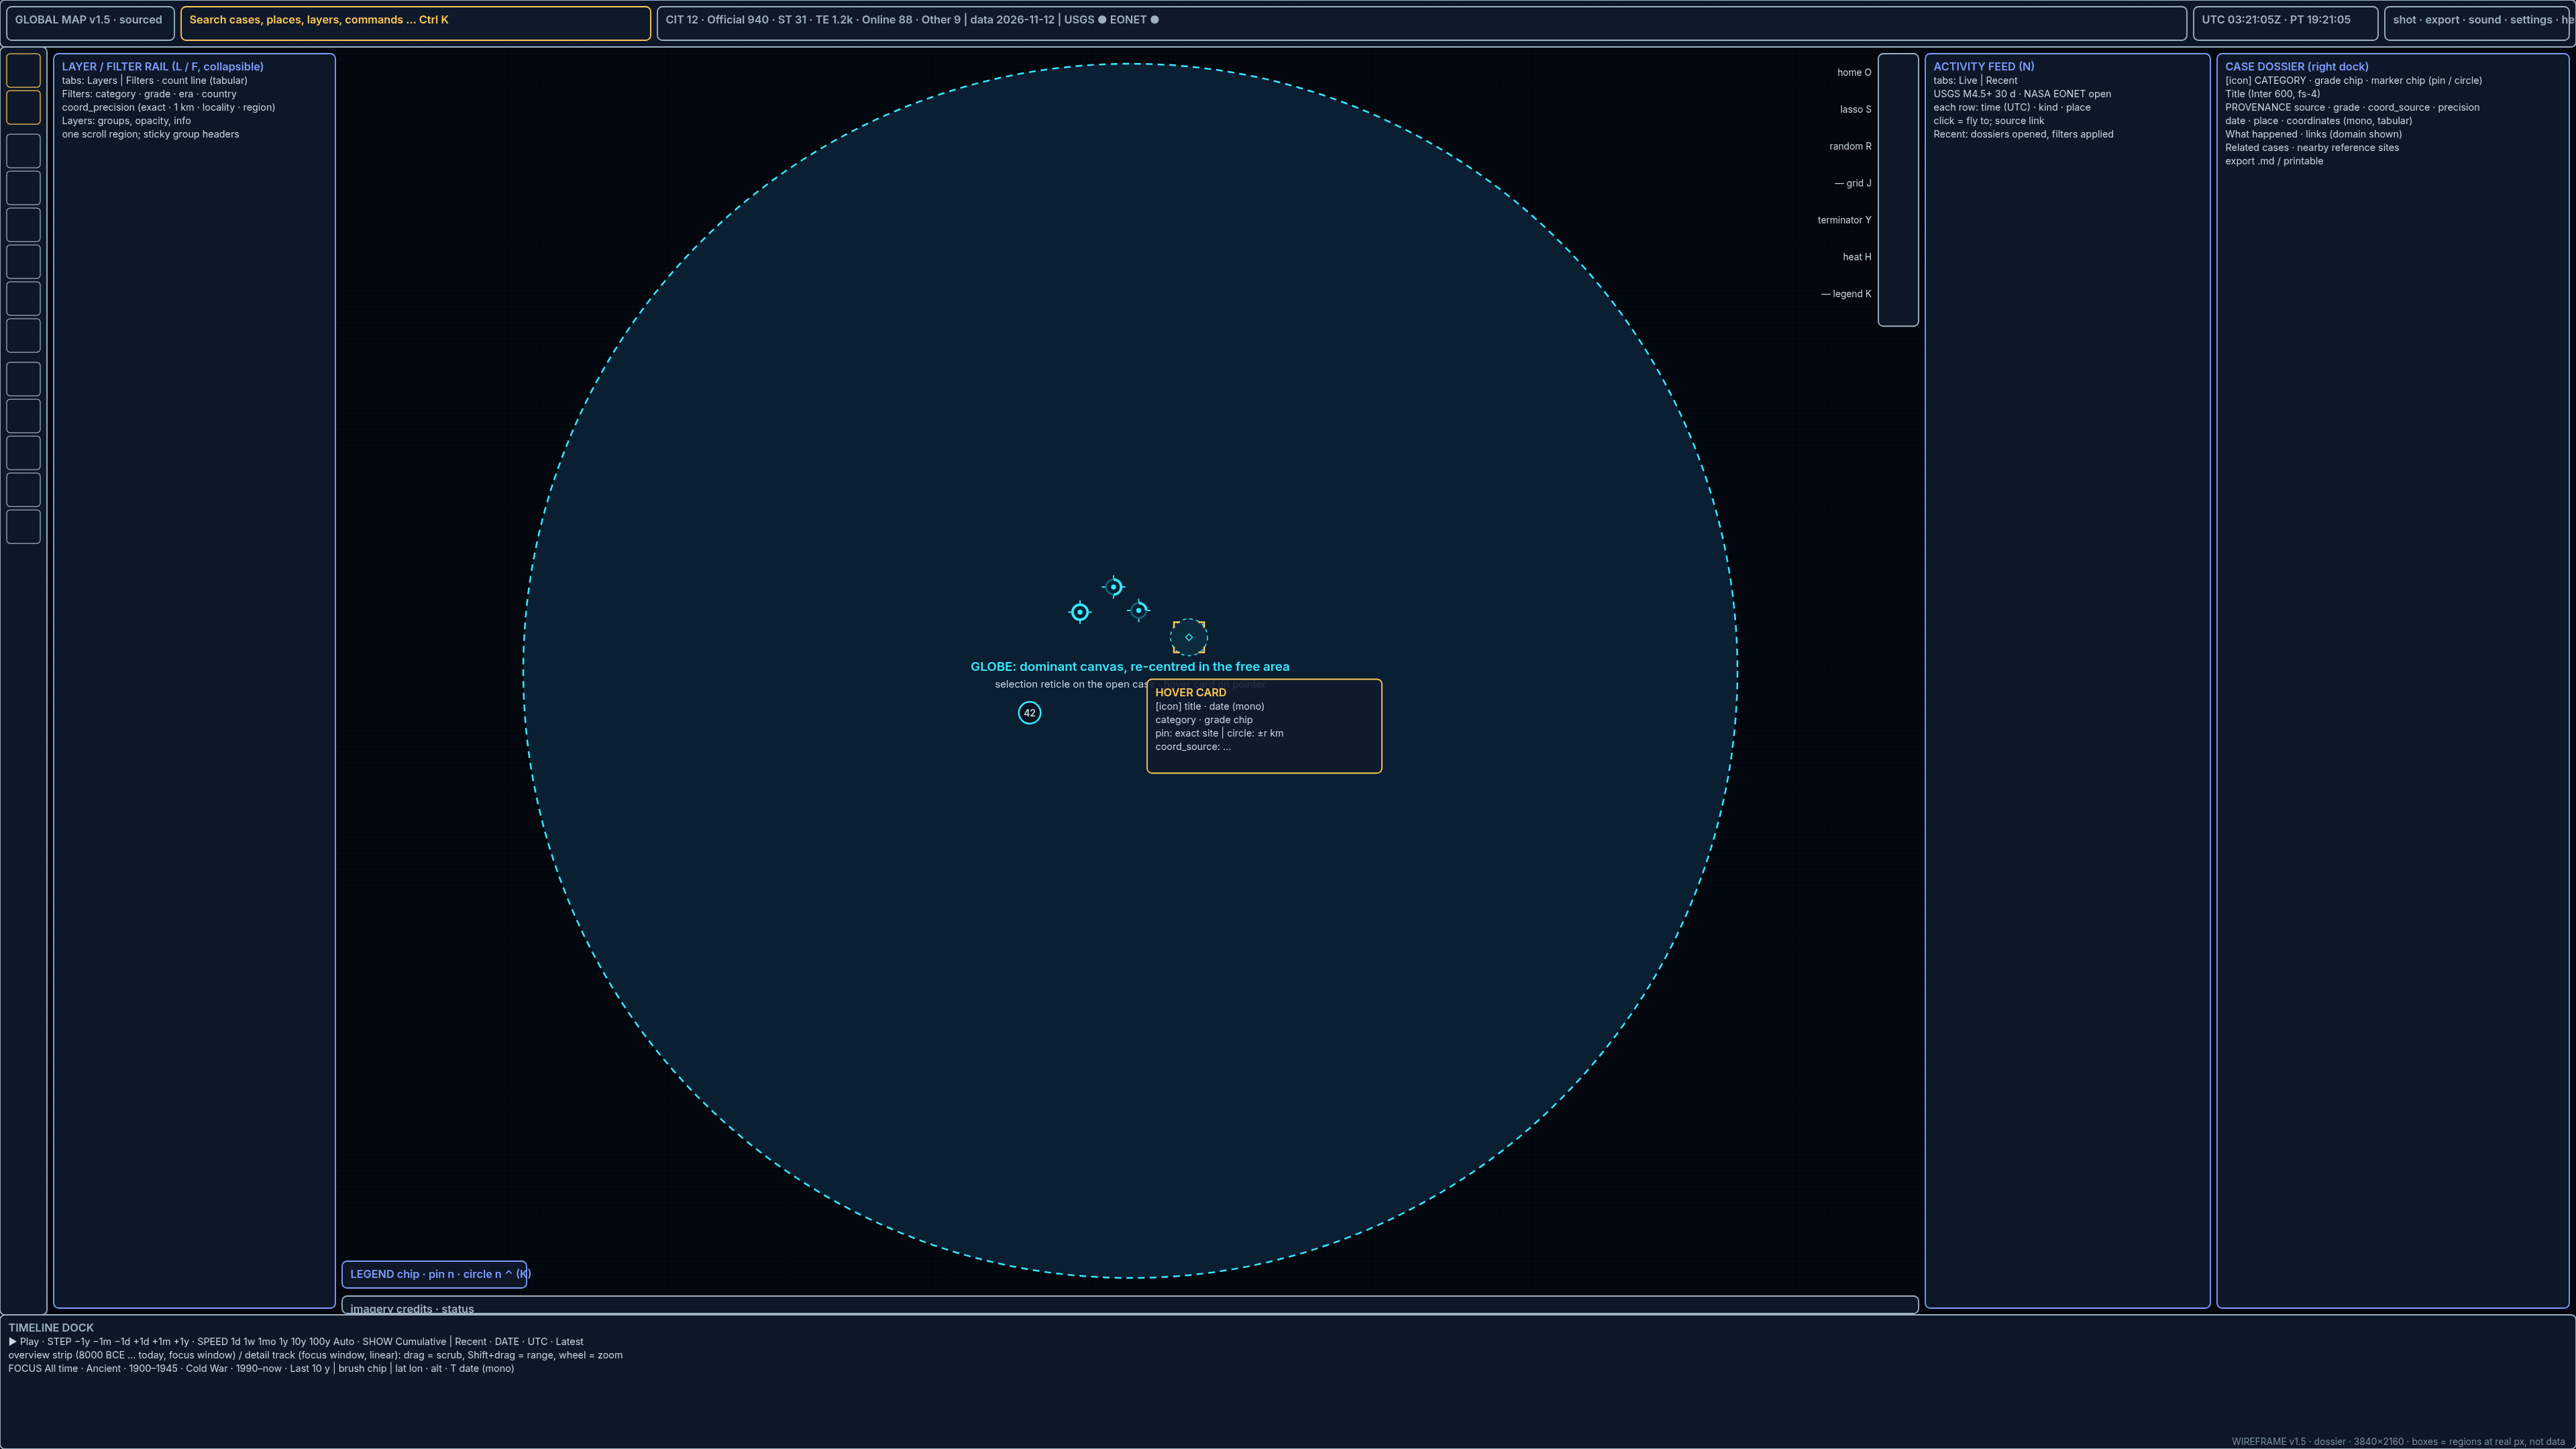 GLOBAL MAP v1.5 · sourced
Search cases, places, layers, commands ... Ctrl K
CIT 12 · Official 940 · ST 31 · TE 1.2k · Online 88 · Other 9 | data 2026-11-12 | USGS ● EONET ●
UTC 03:21:05Z · PT 19:21:05
shot · export · sound · settings · he
LAYER / FILTER RAIL (L / F, collapsible)
tabs: Layers | Filters · count line (tabular)
Filters: category · grade · era · country
coord_precision (exact · 1 km · locality · region)
Layers: groups, opacity, info
one scroll region; sticky group headers
home O
lasso S
random R
— grid J
terminator Y
heat H
— legend K
ACTIVITY FEED (N)
tabs: Live | Recent
USGS M4.5+ 30 d · NASA EONET open
each row: time (UTC) · kind · place
click = fly to; source link
Recent: dossiers opened, filters applied
CASE DOSSIER (right dock)
[icon] CATEGORY · grade chip · marker chip (pin / circle)
Title (Inter 600, fs-4)
PROVENANCE source · grade · coord_source · precision
date · place · coordinates (mono, tabular)
What happened · links (domain shown)
Related cases · nearby reference sites
export .md / printable
GLOBE: dominant canvas, re-centred in the free area
selection reticle on the open case · hover card on pointer
42
HOVER CARD
[icon] title · date (mono)
category · grade chip
pin: exact site | circle: ±r km
coord_source: ...
LEGEND chip · pin n · circle n ^ (K)
imagery credits · status
TIMELINE DOCK
▶ Play · STEP −1y −1m −1d +1d +1m +1y · SPEED 1d 1w 1mo 1y 10y 100y Auto · SHOW Cumulative | Recent · DATE · UTC · Latest
overview strip (8000 BCE ... today, focus window) / detail track (focus window, linear): drag = scrub, Shift+drag = range, wheel = zoom
FOCUS All time · Ancient · 1900–1945 · Cold War · 1990–now · Last 10 y | brush chip | lat lon · alt · T date (mono)
WIREFRAME v1.5 · dossier · 3840×2160 · boxes = regions at real px, not data